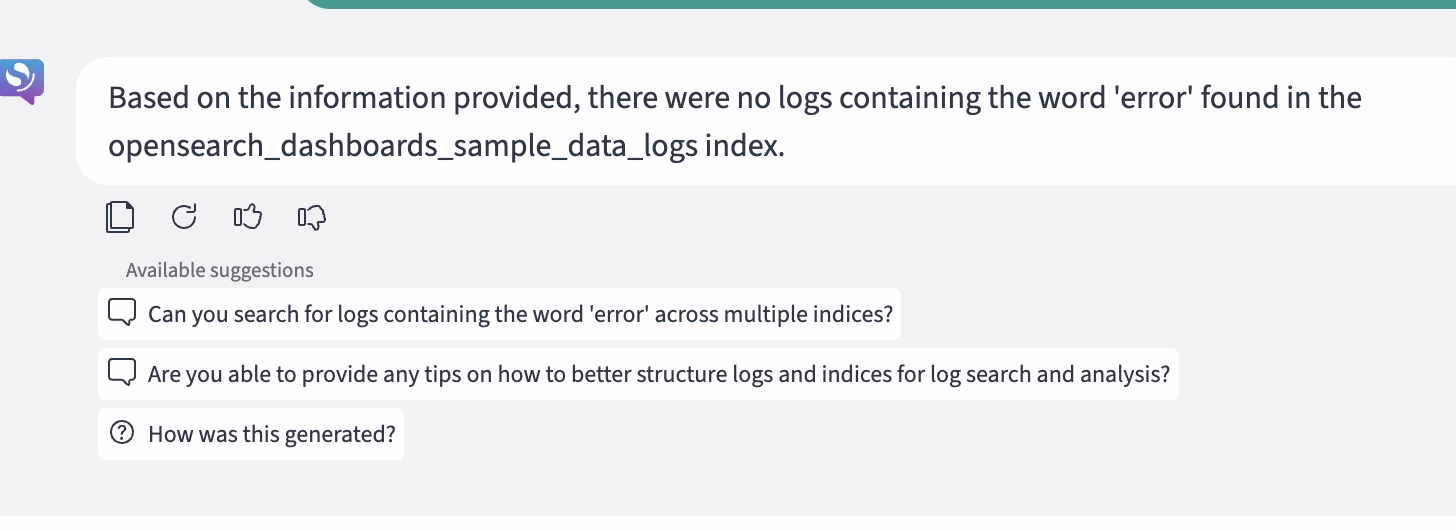 Based on the information provided, there were no logs containing the word 'error' found in the
opensearch_dashboards_sample_data_logs index.
Available suggestions
Can you search for logs containing the word 'error' across multiple indices?
Are you able to provide any tips on how to better structure logs and indices for log search and analysis?
How was this generated?